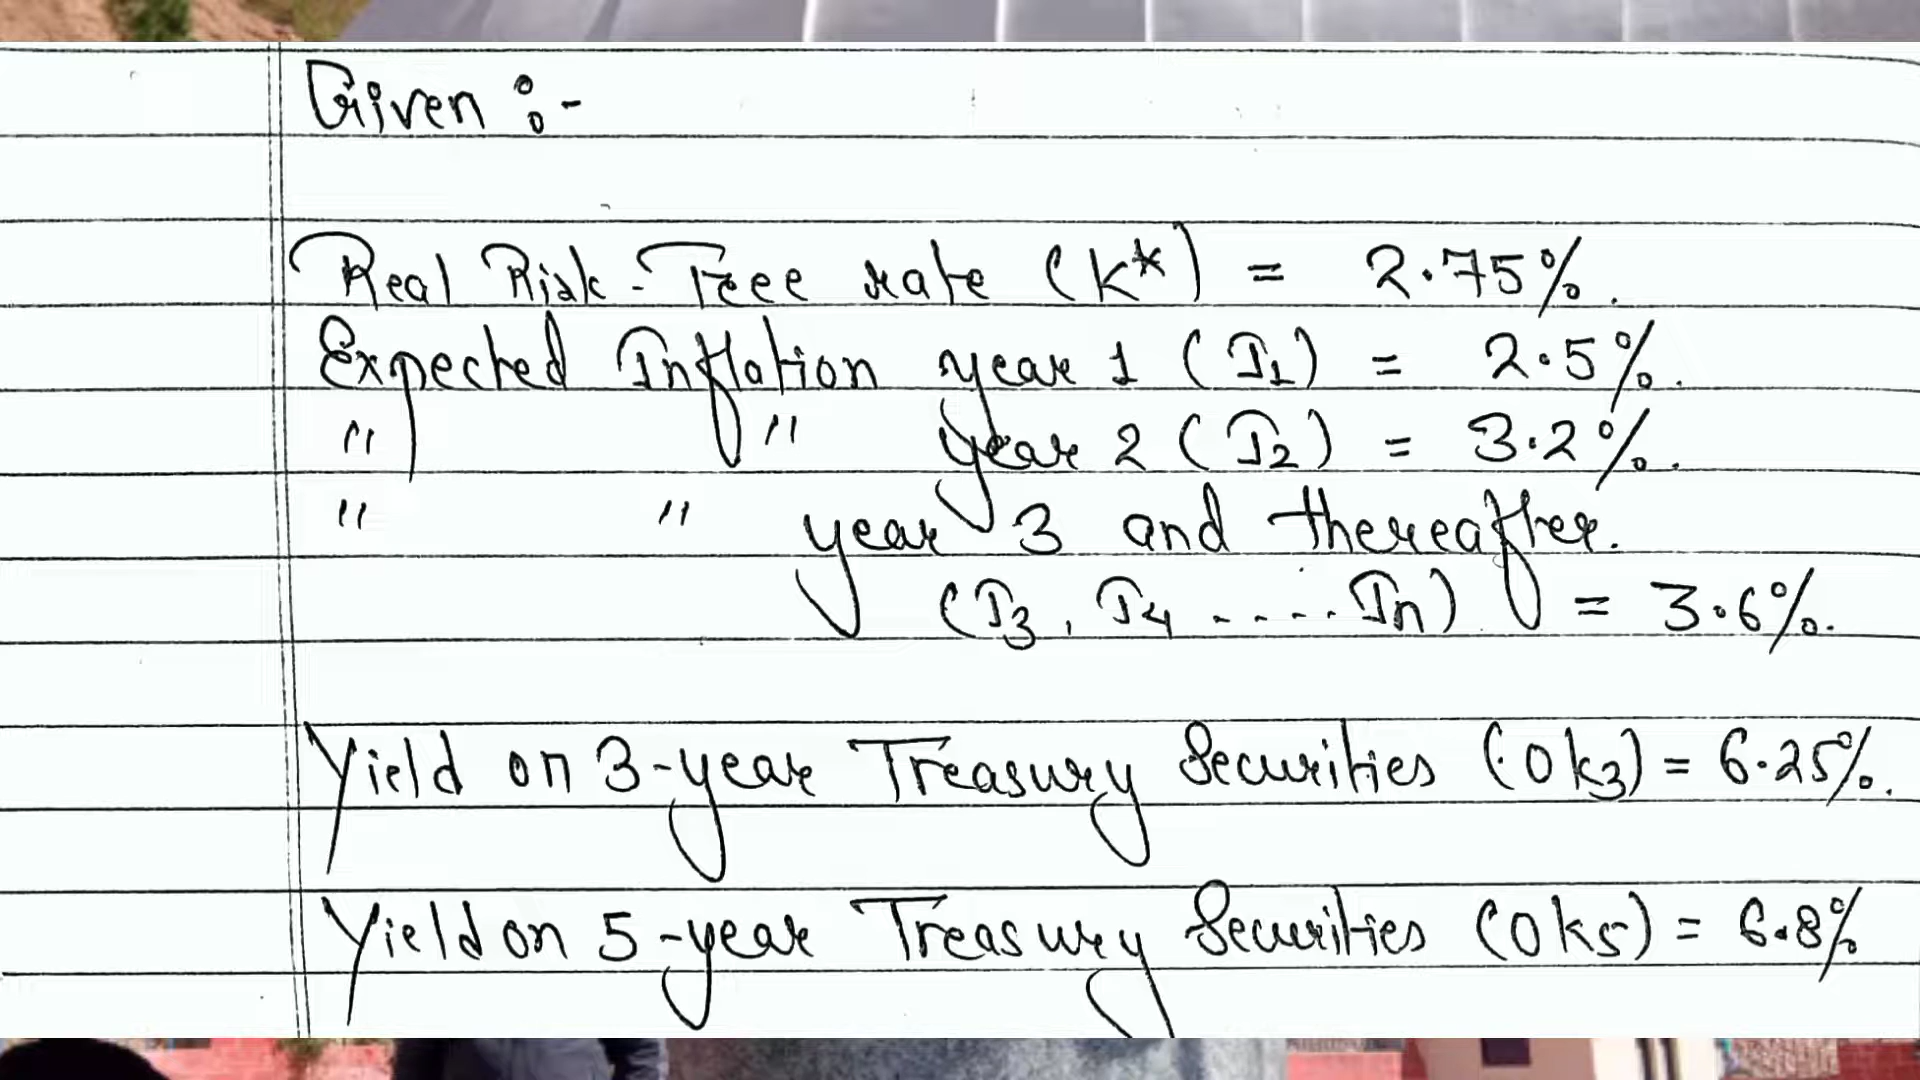 Given :-
Real Risk-Free rate (K*) = 2.75%.
Expected Inflation year 1 (I1) = 2.5%.
" " year 2 (I2) = 3.2%.
" " year 3 and thereafter.
(I3, I4 ..... In) = 3.6%.
Yield on 3-year Treasury Securities (0k3) = 6.25%.
Yield on 5-year Treasury Securities (0k5) = 6.8%